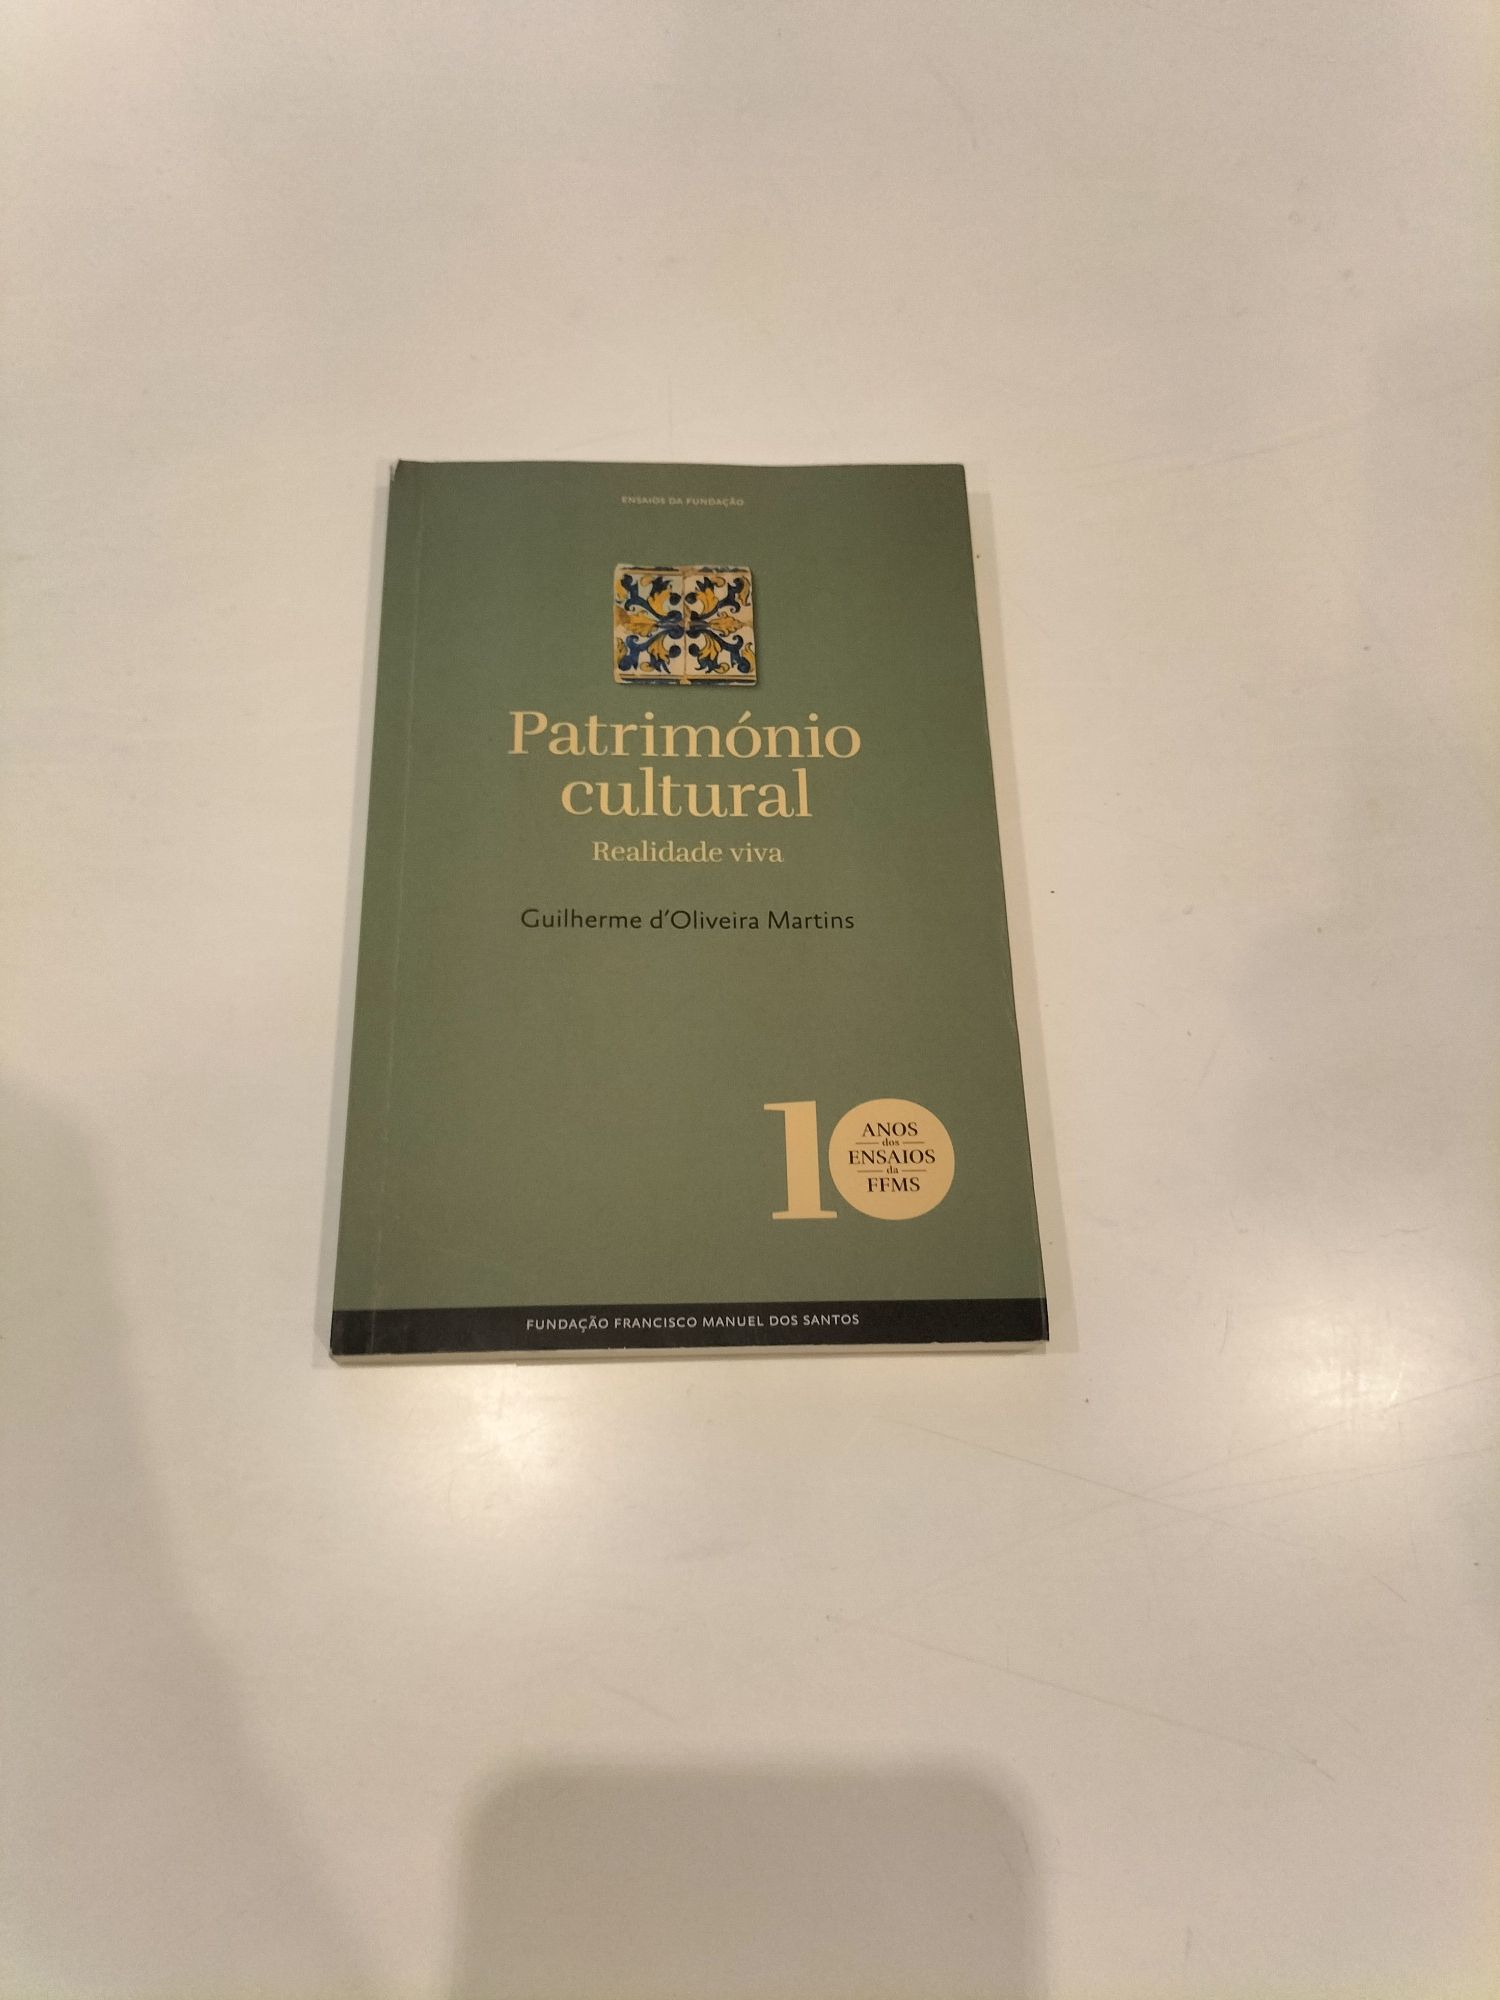 ENSAIOS DA FUNDAÇÃO
Património
cultural
Realidade viva
Guilherme d'Oliveira Martins
10
ANOS
dos
ENSAIOS
da
FFMS
FUNDAÇÃO FRANCISCO MANUEL DOS SANTOS